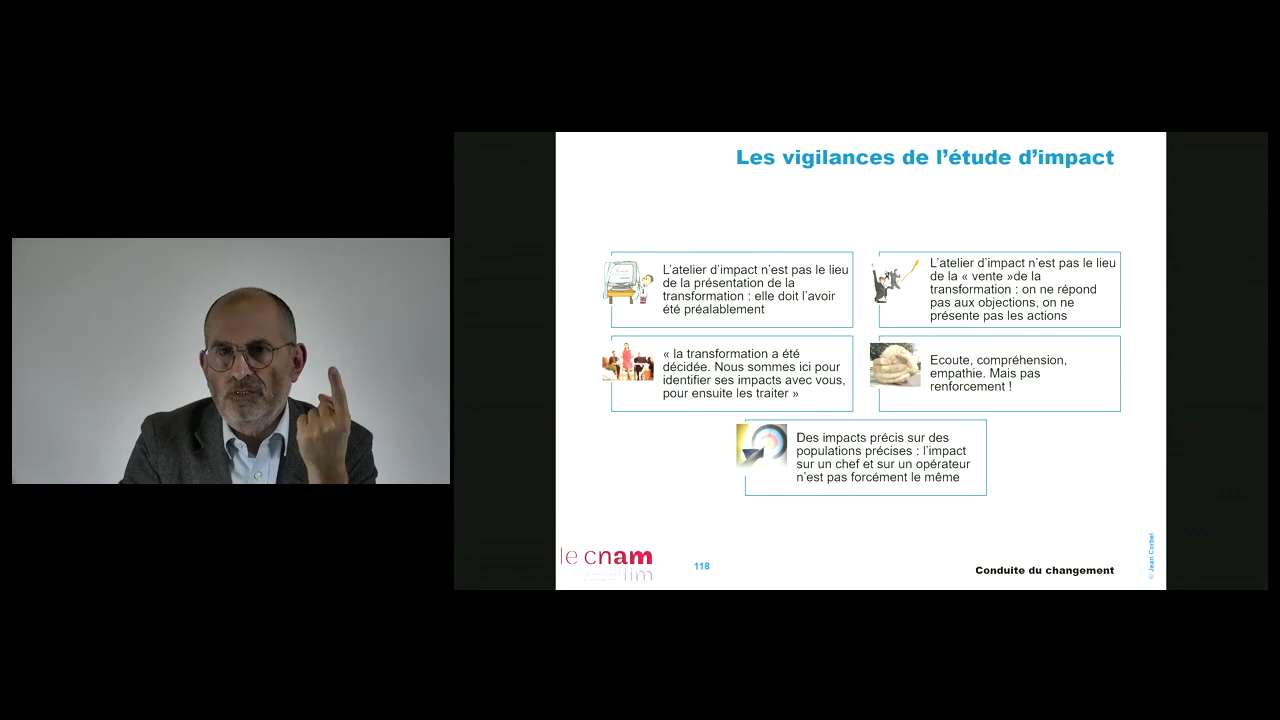 Les vigilances de l’étude d’impact
L’atelier d’impact n’est pas le lieu
de la présentation de la
transformation : elle doit l’avoir
été préalablement
L’atelier d’impact n’est pas le lieu
de la « vente »de la
transformation : on ne répond
pas aux objections, on ne
présente pas les actions
« la transformation a été
décidée. Nous sommes ici pour
identifier ses impacts avec vous,
pour ensuite les traiter »
Ecoute, compréhension,
empathie. Mais pas
renforcement !
Des impacts précis sur des
populations précises : l’impact
sur un chef et sur un opérateur
n’est pas forcément le même
le cnam
iim
118
Conduite du changement
© Jean Corbel